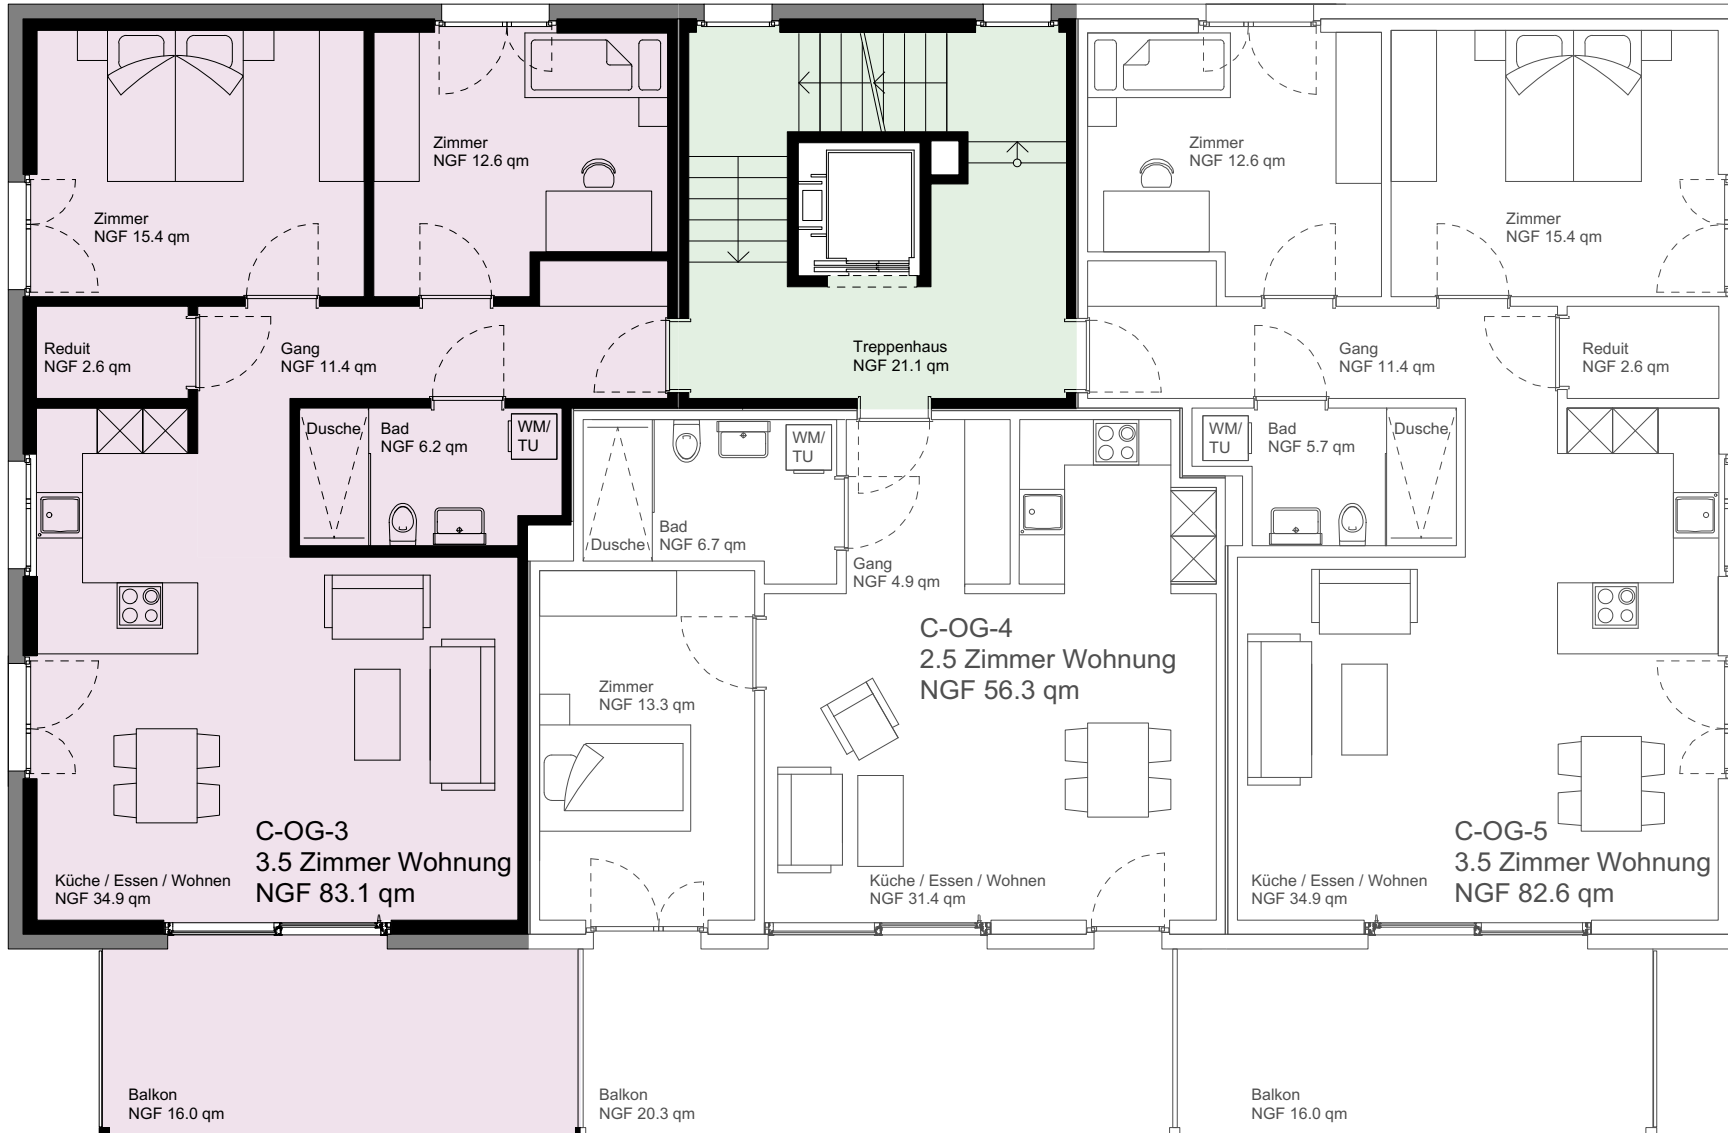 Zimmer
NGF 15.4 qm
Zimmer
NGF 12.6 qm
Reduit
NGF 2.6 qm
Gang
NGF 11.4 qm
Dusche
Bad
NGF 6.2 qm
WM/
TU
C-OG-3
3.5 Zimmer Wohnung
NGF 83.1 qm
Küche / Essen / Wohnen
NGF 34.9 qm
Balkon
NGF 16.0 qm
Treppenhaus
NGF 21.1 qm
WM/
TU
Dusche
Bad
NGF 6.7 qm
Gang
NGF 4.9 qm
C-OG-4
2.5 Zimmer Wohnung
NGF 56.3 qm
Zimmer
NGF 13.3 qm
Küche / Essen / Wohnen
NGF 31.4 qm
Balkon
NGF 20.3 qm
Zimmer
NGF 12.6 qm
Zimmer
NGF 15.4 qm
Gang
NGF 11.4 qm
Reduit
NGF 2.6 qm
WM/
TU
Bad
NGF 5.7 qm
Dusche
C-OG-5
3.5 Zimmer Wohnung
NGF 82.6 qm
Küche / Essen / Wohnen
NGF 34.9 qm
Balkon
NGF 16.0 qm